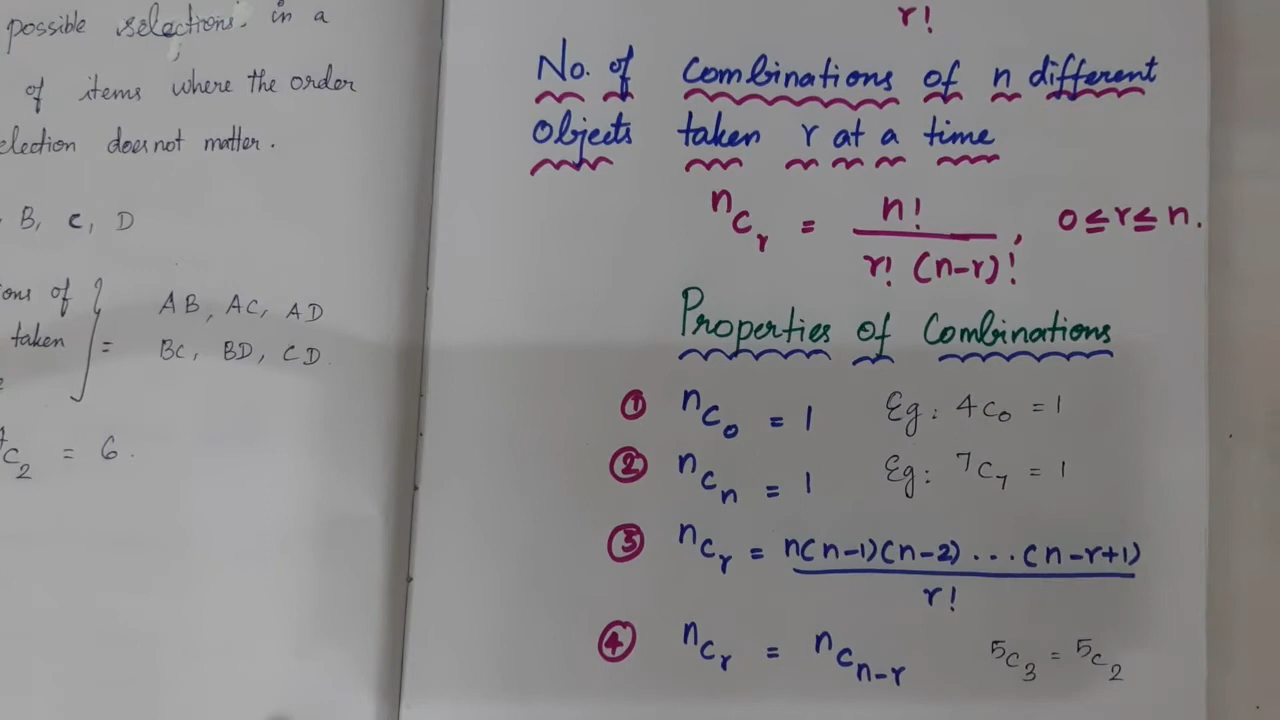 possible selections in a
of items where the order
election does not matter.
B, C, D
ons of
taken
= AB, AC, AD
BC, BD, CD.
C₂ = 6.
r!
No. of Combinations of n different
Objects taken r at a time
ⁿCᵣ = n! / r! (n-r)! , 0≤r≤n.
Properties of Combinations
① ⁿC₀ = 1 Eg: 4C₀ = 1
② ⁿCₙ = 1 Eg: ⁷C₇ = 1
③ ⁿCᵣ = n(n-1)(n-2)...(n-r+1) / r!
④ ⁿCᵣ = ⁿCₙ₋ᵣ ⁵C₃ = ⁵C₂